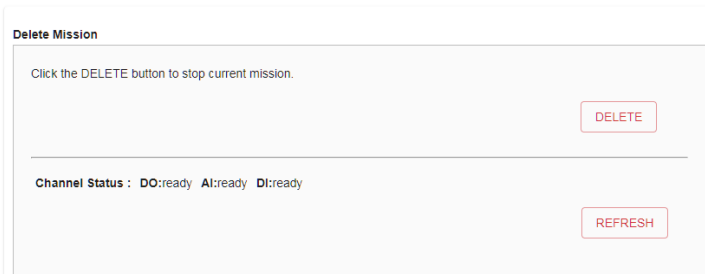 Delete Mission
Click the DELETE button to stop current mission.
DELETE
Channel Status : DO:ready AI:ready DI:ready
REFRESH